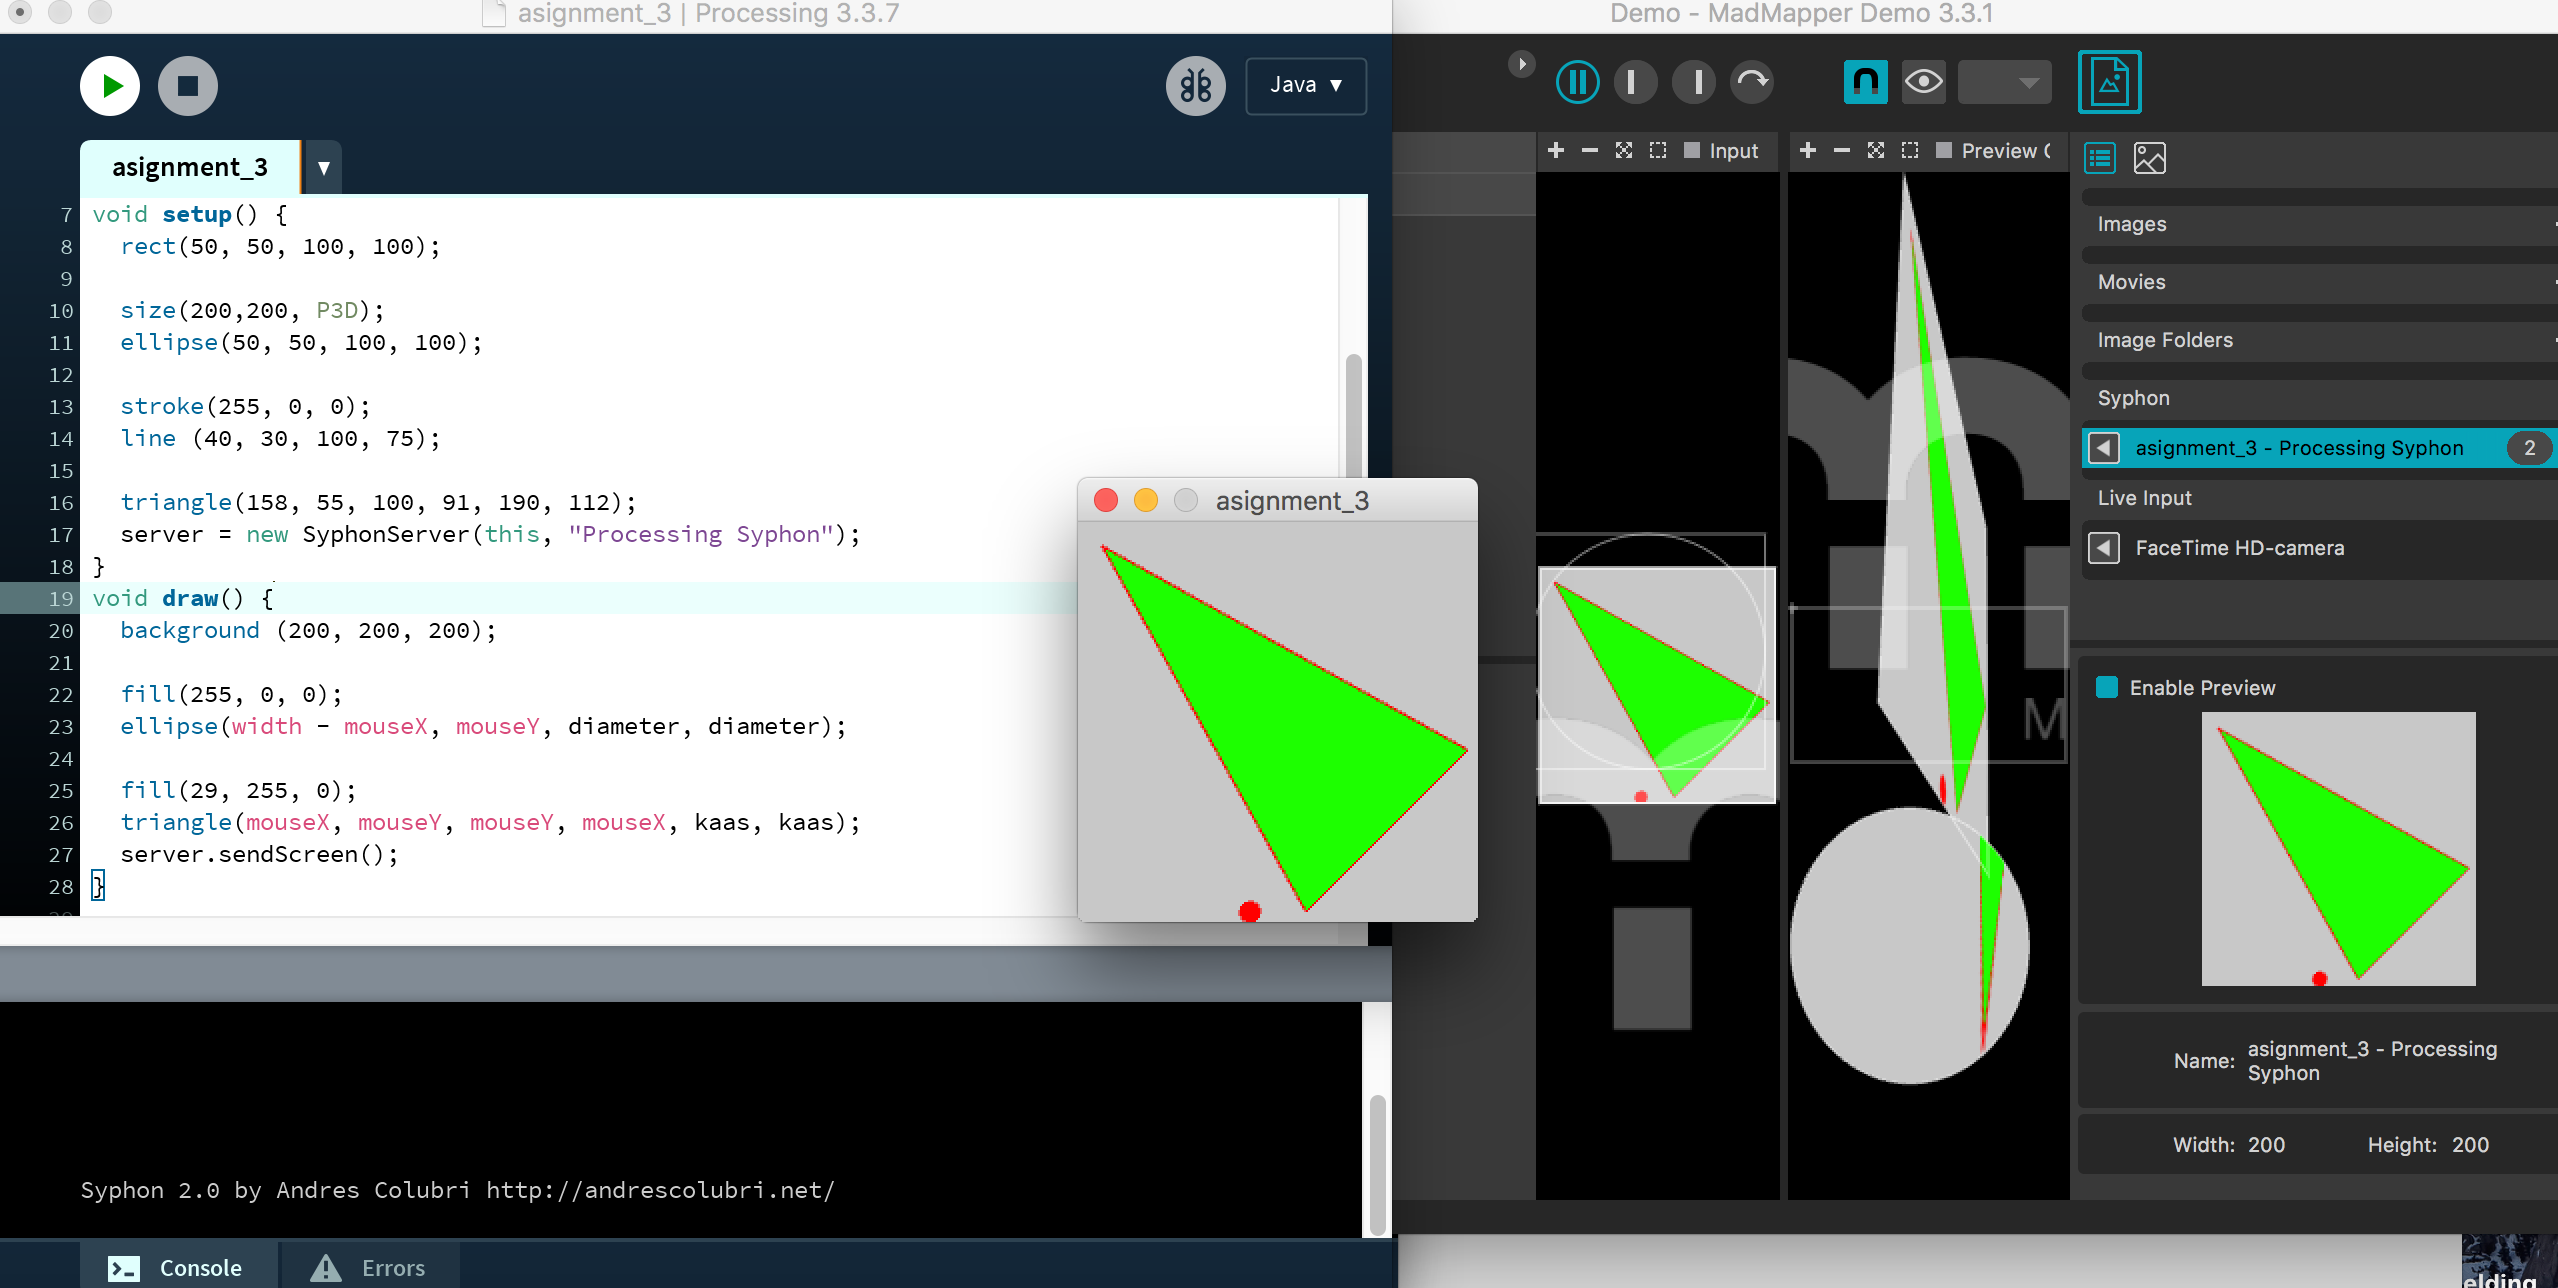 asignment_3 | Processing 3.3.7
Java ▼
asignment_3 ▼
7 void setup() {
8 rect(50, 50, 100, 100);
9
10 size(200,200, P3D);
11 ellipse(50, 50, 100, 100);
12
13 stroke(255, 0, 0);
14 line (40, 30, 100, 75);
15
16 triangle(158, 55, 100, 91, 190, 112);
17 server = new SyphonServer(this, "Processing Syphon");
18 }
19 void draw() {
20 background (200, 200, 200);
21
22 fill(255, 0, 0);
23 ellipse(width - mouseX, mouseY, diameter, diameter);
24
25 fill(29, 255, 0);
26 triangle(mouseX, mouseY, mouseY, mouseX, kaas, kaas);
27 server.sendScreen();
28 }
Syphon 2.0 by Andres Colubri http://andrescolubri.net/
Console
Errors
asignment_3
Demo - MadMapper Demo 3.3.1
Input
Preview
M
Images
Movies
Image Folders
Syphon
asignment_3 - Processing Syphon 2
Live Input
FaceTime HD-camera
Enable Preview
Name: asignment_3 - Processing
Syphon
Width: 200 Height: 200
elding